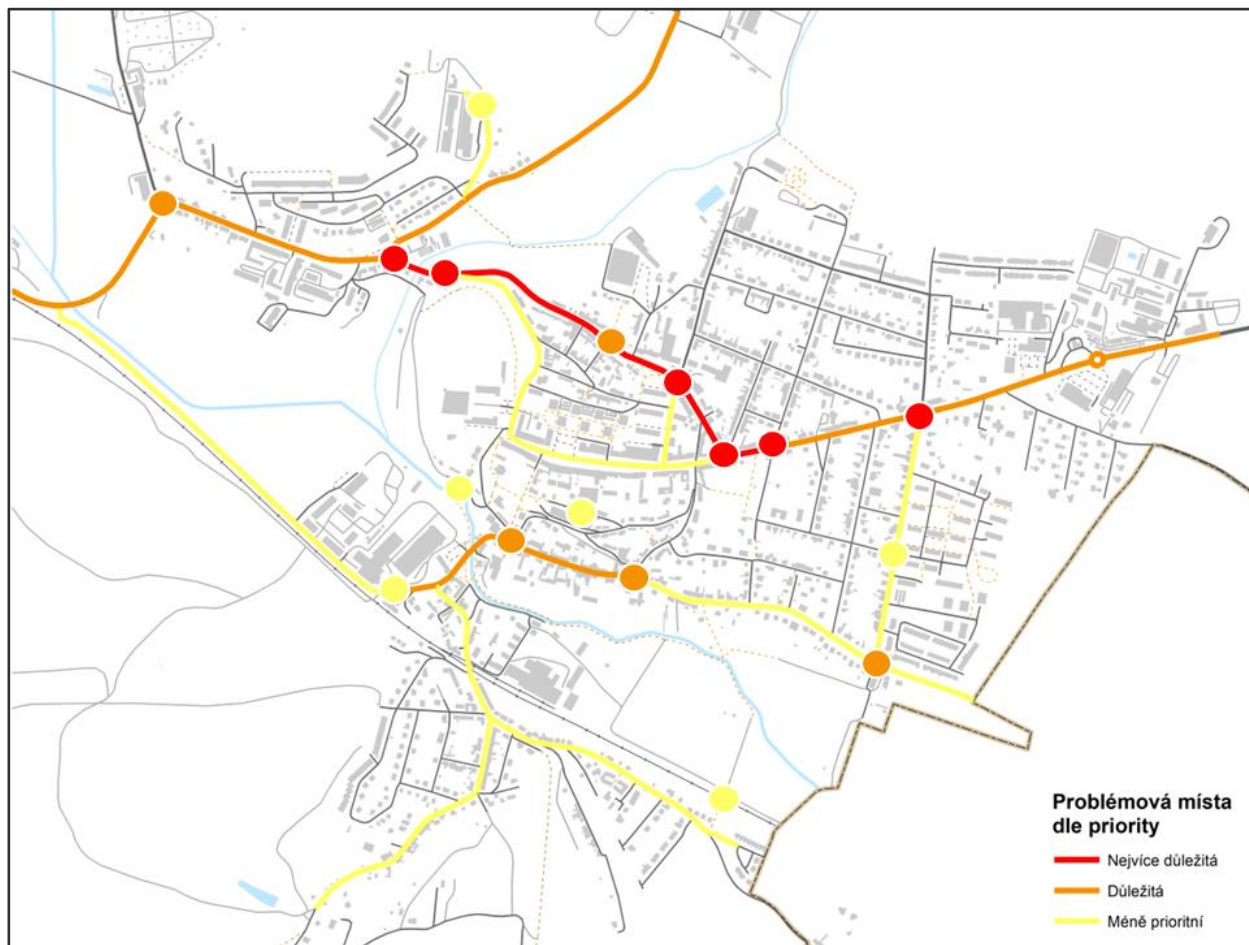 Problémová místa
dle priority
Nejvíce důležitá
Důležitá
Méně prioritní